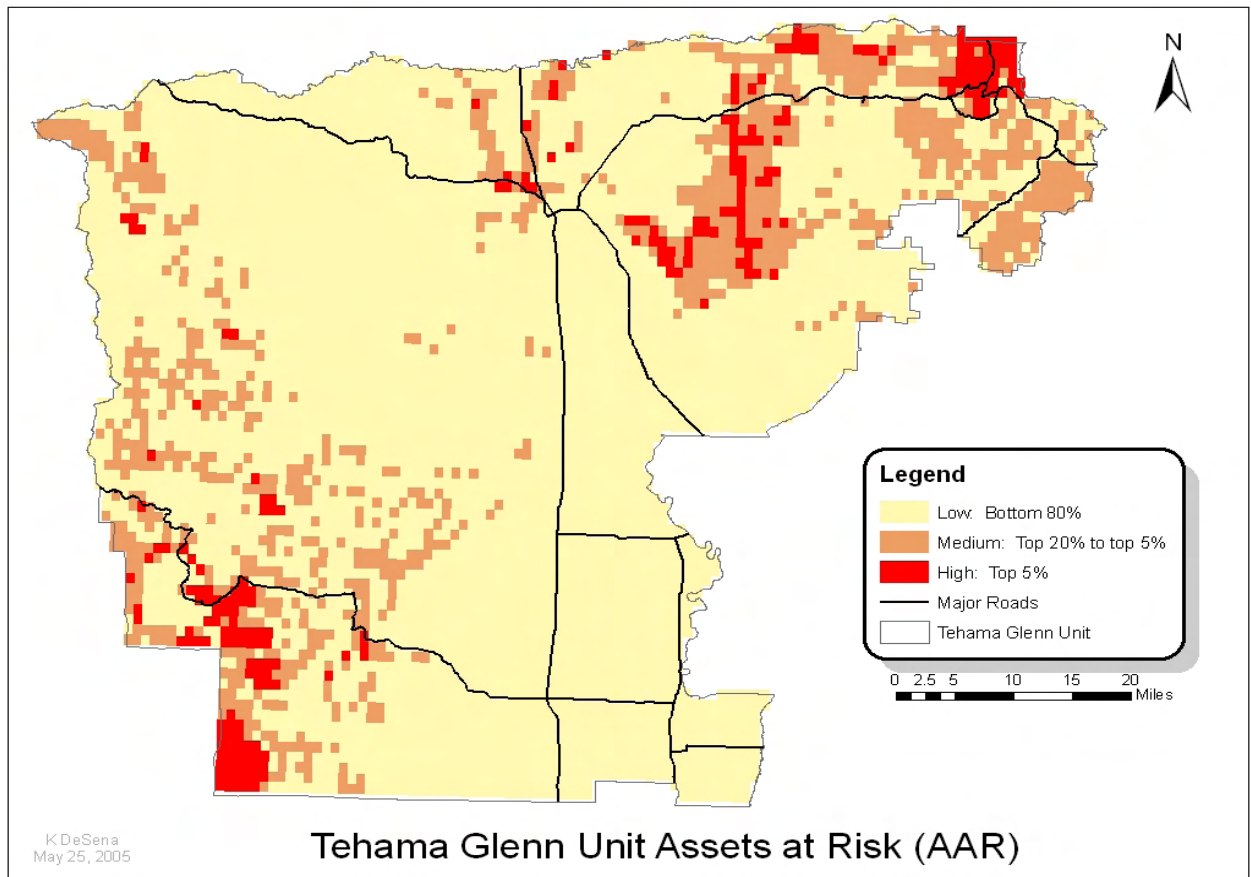 N
Legend
Low: Bottom 80%
Medium: Top 20% to top 5%
High: Top 5%
Major Roads
Tehama Glenn Unit
0 2.5 5 10 15 20
Miles
K DeSena
May 25, 2005
Tehama Glenn Unit Assets at Risk (AAR)